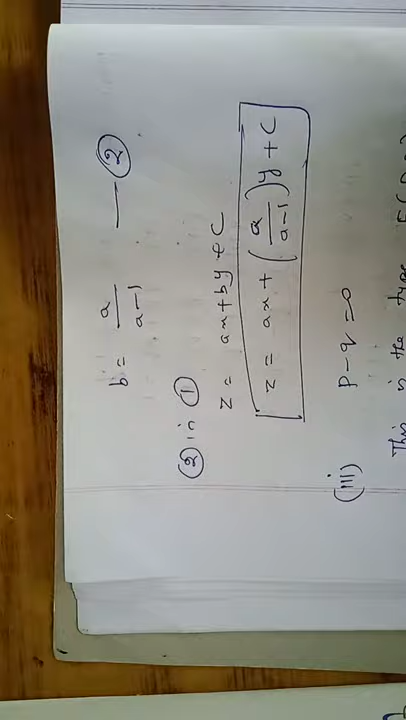 b = a/(a-1) — ②
② in ①
z = ax+by+c
z = ax + (a/(a-1))y + c
(iii) p-q = 0
This is the type